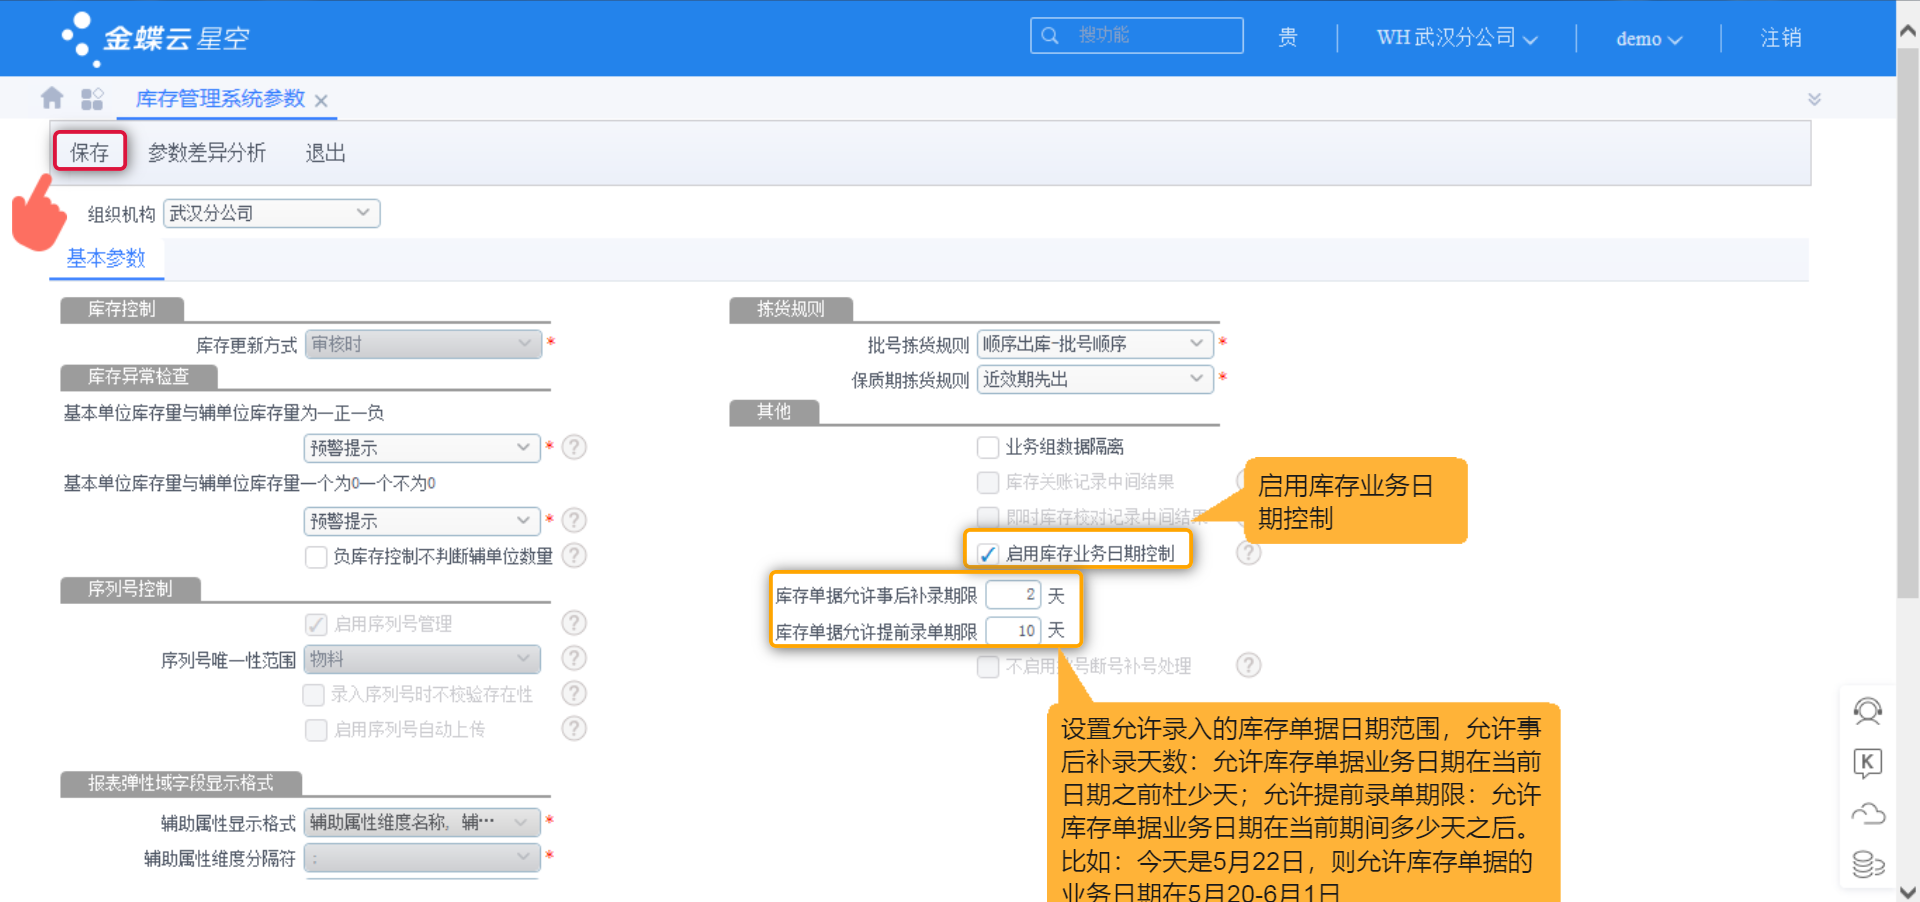 金蝶云 星空
搜功能
贵
WH 武汉分公司
demo
注销
库存管理系统参数
保存
参数差异分析
退出
组织机构
武汉分公司
基本参数
库存控制
库存更新方式
审核时
*
库存异常检查
基本单位库存量与辅单位库存量为一正一负
预警提示
*
?
基本单位库存量与辅单位库存量一个为0一个不为0
预警提示
*
?
负库存控制不判断辅单位数量
?
序列号控制
启用序列号管理
?
序列号唯一性范围
物料
?
录入序列号时不校验存在性
?
启用序列号自动上传
?
报表弹性域字段显示格式
辅助属性显示格式
辅助属性维度名称, 辅…
*
辅助属性维度分隔符
:
*
拣货规则
批号拣货规则
顺序出库-批号顺序
*
保质期拣货规则
近效期先出
*
其他
业务组数据隔离
库存关账记录中间结果
即时库存校对记录中间结果
启用库存业务日期控制
?
库存单据允许事后补录期限
2
天
库存单据允许提前录单期限
10
天
不启用 号断号补号处理
?
启用库存业务日
期控制
设置允许录入的库存单据日期范围，允许事
后补录天数：允许库存单据业务日期在当前
日期之前杜少天；允许提前录单期限：允许
库存单据业务日期在当前期间多少天之后。
比如：今天是5月22日，则允许库存单据的
业务日期在5月20-6月1日
K